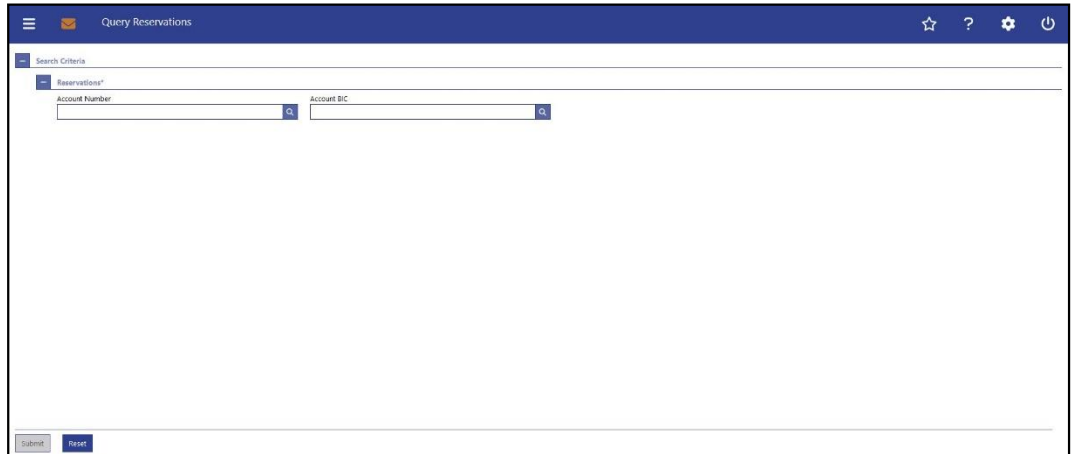 Query Reservations
?
Search Criteria
Reservations*
Account Number Account BIC
Submit Reset